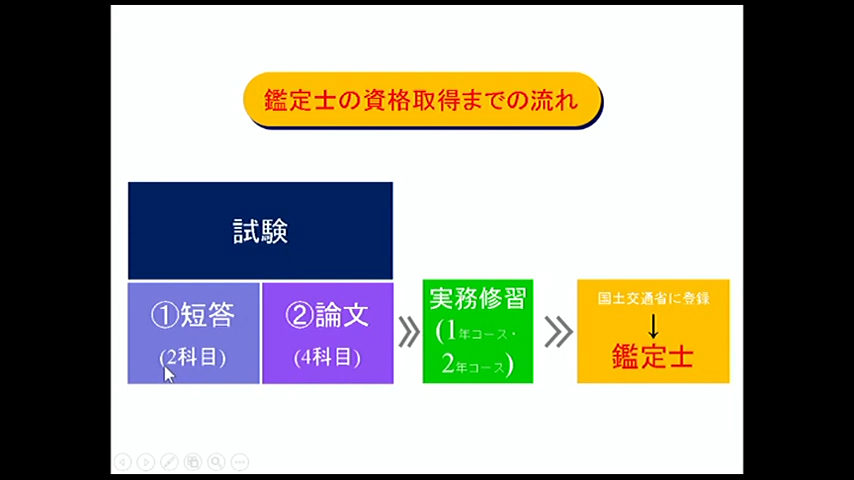 鑑定士の資格取得までの流れ
試験
①短答
(2科目)
②論文
(4科目)
実務修習
(1年コース・
2年コース)
国土交通省に登録
↓
鑑定士